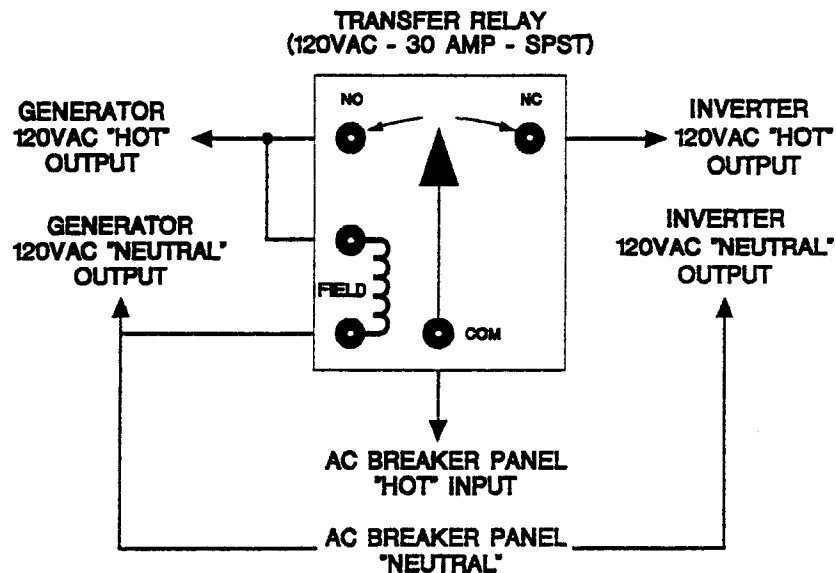 TRANSFER RELAY
(120VAC - 30 AMP - SPST)
NO
NC
GENERATOR
120VAC "HOT"
OUTPUT
INVERTER
120VAC "HOT"
OUTPUT
GENERATOR
120VAC "NEUTRAL"
OUTPUT
INVERTER
120VAC "NEUTRAL"
OUTPUT
FIELD
COM
AC BREAKER PANEL
"HOT" INPUT
AC BREAKER PANEL
"NEUTRAL"